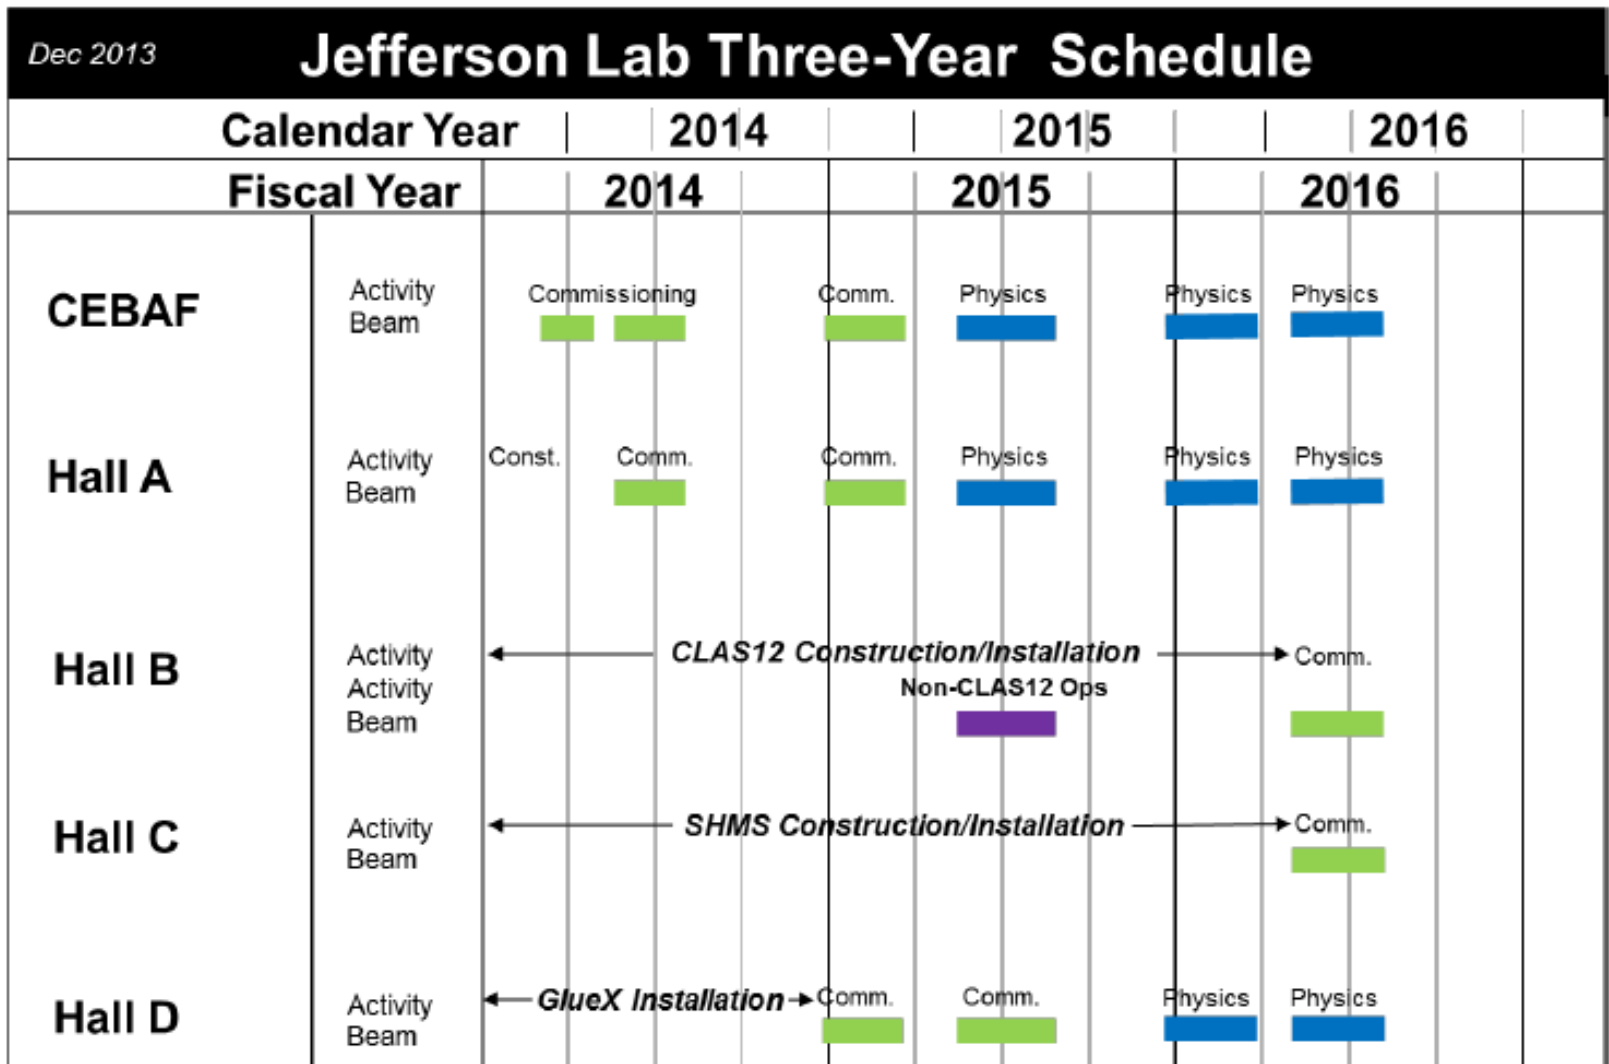 Dec 2013 Jefferson Lab Three-Year Schedule
Calendar Year 2014 2015 2016
Fiscal Year 2014 2015 2016
CEBAF Activity Commissioning Comm. Physics Physics Physics
Beam
Hall A Activity Const. Comm. Comm. Physics Physics Physics
Beam
Hall B Activity CLAS12 Construction/Installation Comm.
Activity Non-CLAS12 Ops
Beam
Hall C Activity SHMS Construction/Installation Comm.
Beam
Hall D Activity GlueX Installation Comm. Comm. Physics Physics
Beam